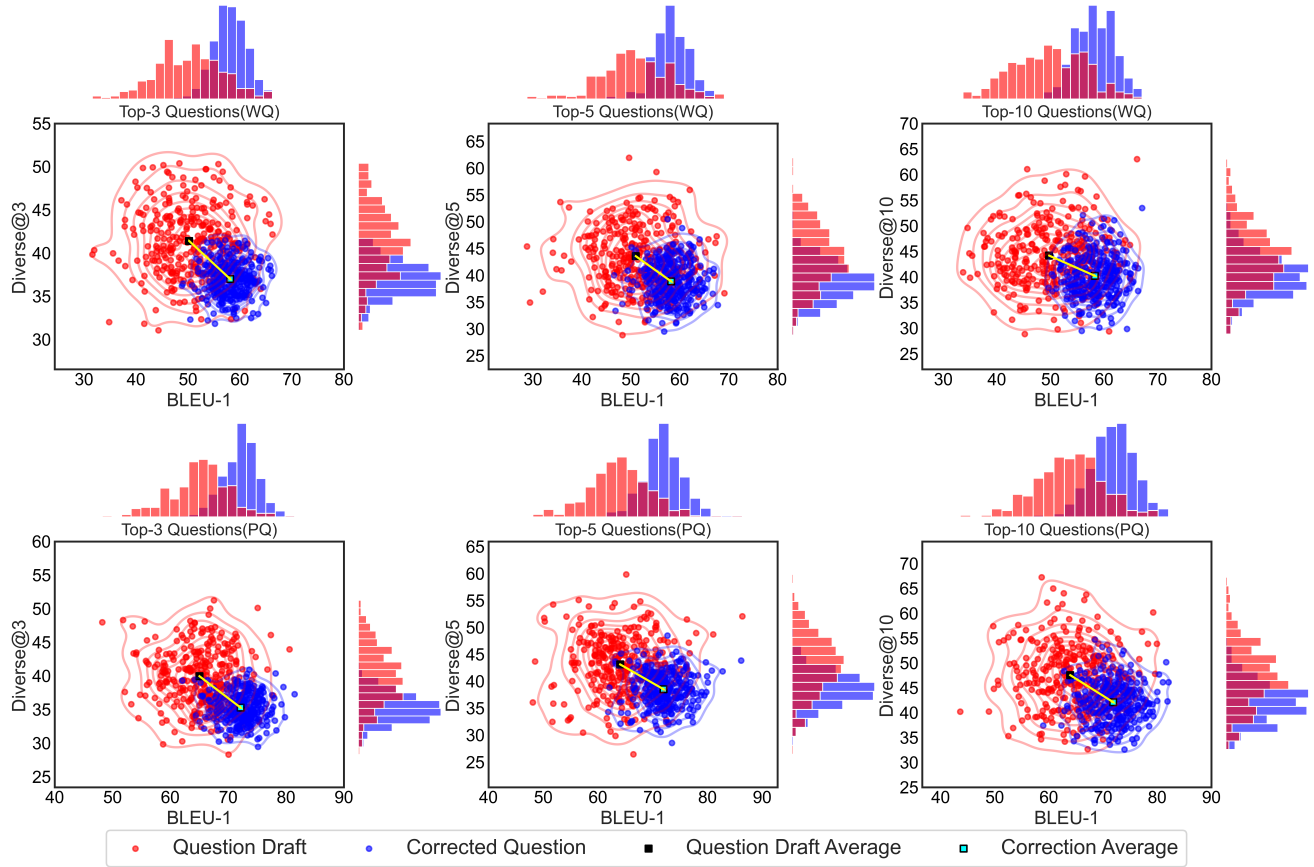 Top-3 Questions(WQ)
Top-5 Questions(WQ)
Top-10 Questions(WQ)
55
50
45
40
35
30
Diverse@3
30 40 50 60 70 80
BLEU-1
65
60
55
50
45
40
35
30
25
Diverse@5
30 40 50 60 70 80
BLEU-1
70
65
60
55
50
45
40
35
30
25
Diverse@10
30 40 50 60 70 80
BLEU-1
Top-3 Questions(PQ)
Top-5 Questions(PQ)
Top-10 Questions(PQ)
60
55
50
45
40
35
30
25
Diverse@3
40 50 60 70 80 90
BLEU-1
65
60
55
50
45
40
35
30
25
20
Diverse@5
40 50 60 70 80 90
BLEU-1
70
65
60
55
50
45
40
35
30
25
Diverse@10
40 50 60 70 80 90
BLEU-1
Question Draft Corrected Question Question Draft Average Correction Average